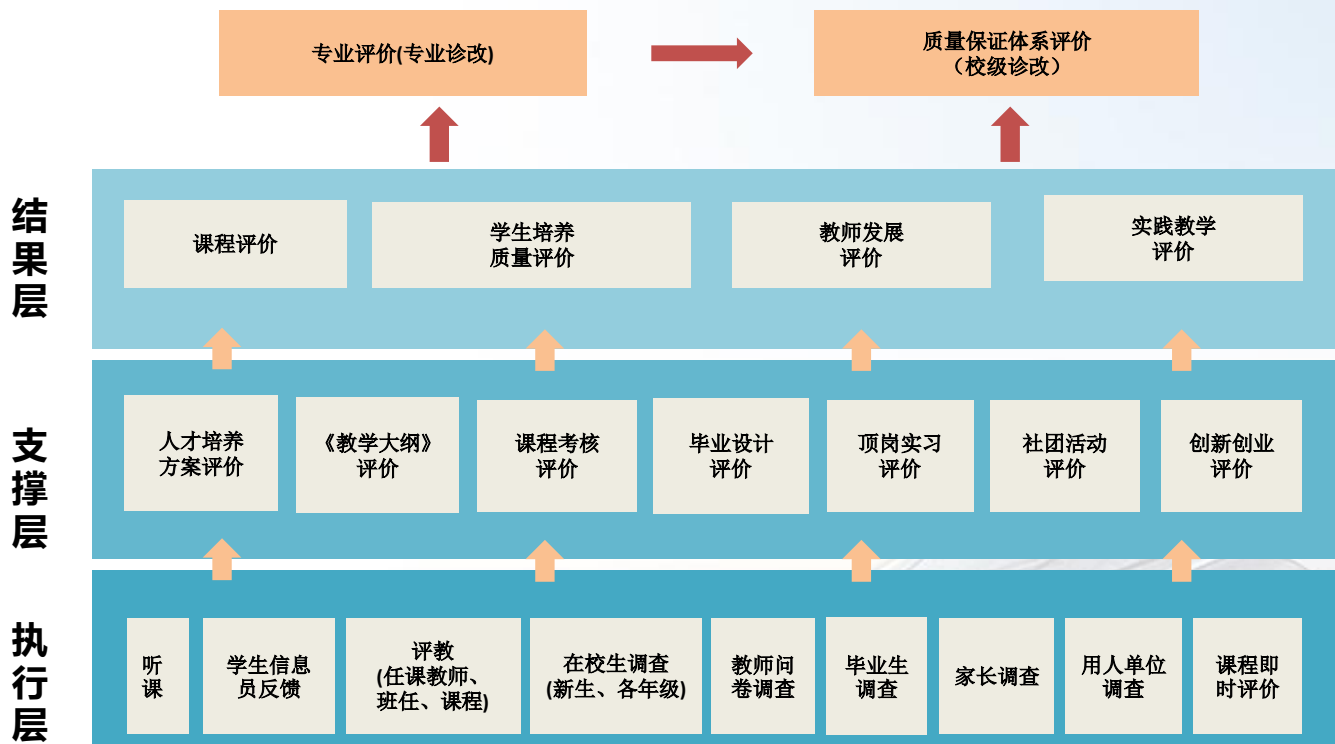 专业评价(专业诊改)
质量保证体系评价
（校级诊改）
结果层
课程评价
学生培养
质量评价
教师发展
评价
实践教学
评价
支撑层
人才培养
方案评价
《教学大纲》
评价
课程考核
评价
毕业设计
评价
顶岗实习
评价
社团活动
评价
创新创业
评价
执行层
听
课
学生信息
员反馈
评教
(任课教师、
班任、课程)
在校生调查
(新生、各年级)
教师问
卷调查
毕业生
调查
家长调查
用人单位
调查
课程即
时评价